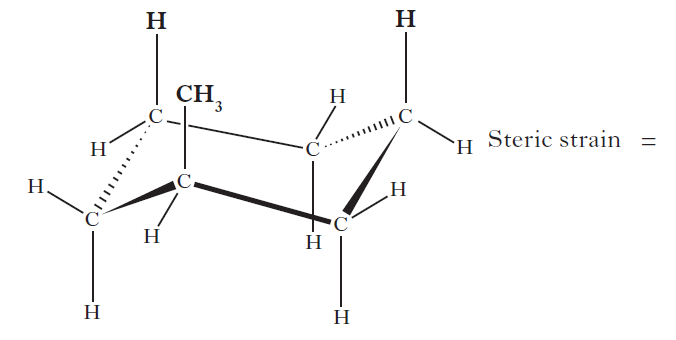 H H
CH3 H
C C
H C H Steric strain =
H C H
C C
H H
H H